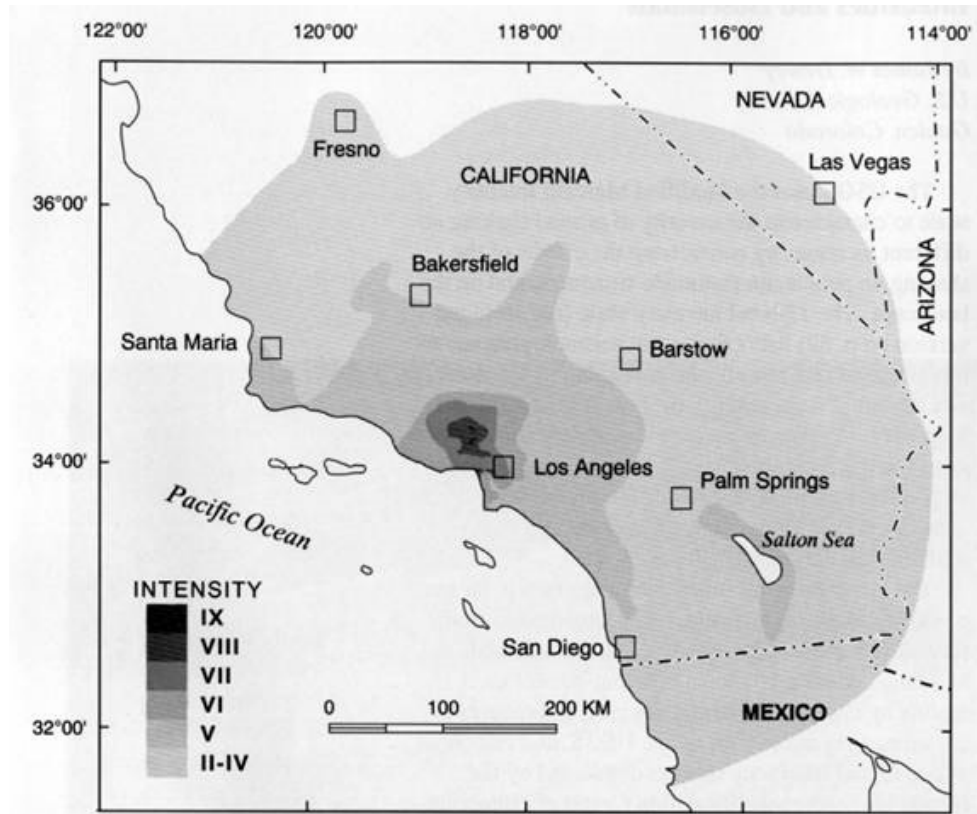 122°00'
120°00'
118°00'
116°00'
114°00'
NEVADA
Fresno
Las Vegas
CALIFORNIA
36°00'
ARIZONA
Bakersfield
Santa Maria
Barstow
34°00'
Los Angeles
Palm Springs
Pacific Ocean
Salton Sea
INTENSITY
IX
VIII
VII
VI
V
II-IV
San Diego
0 100 200 KM
MEXICO
32°00'